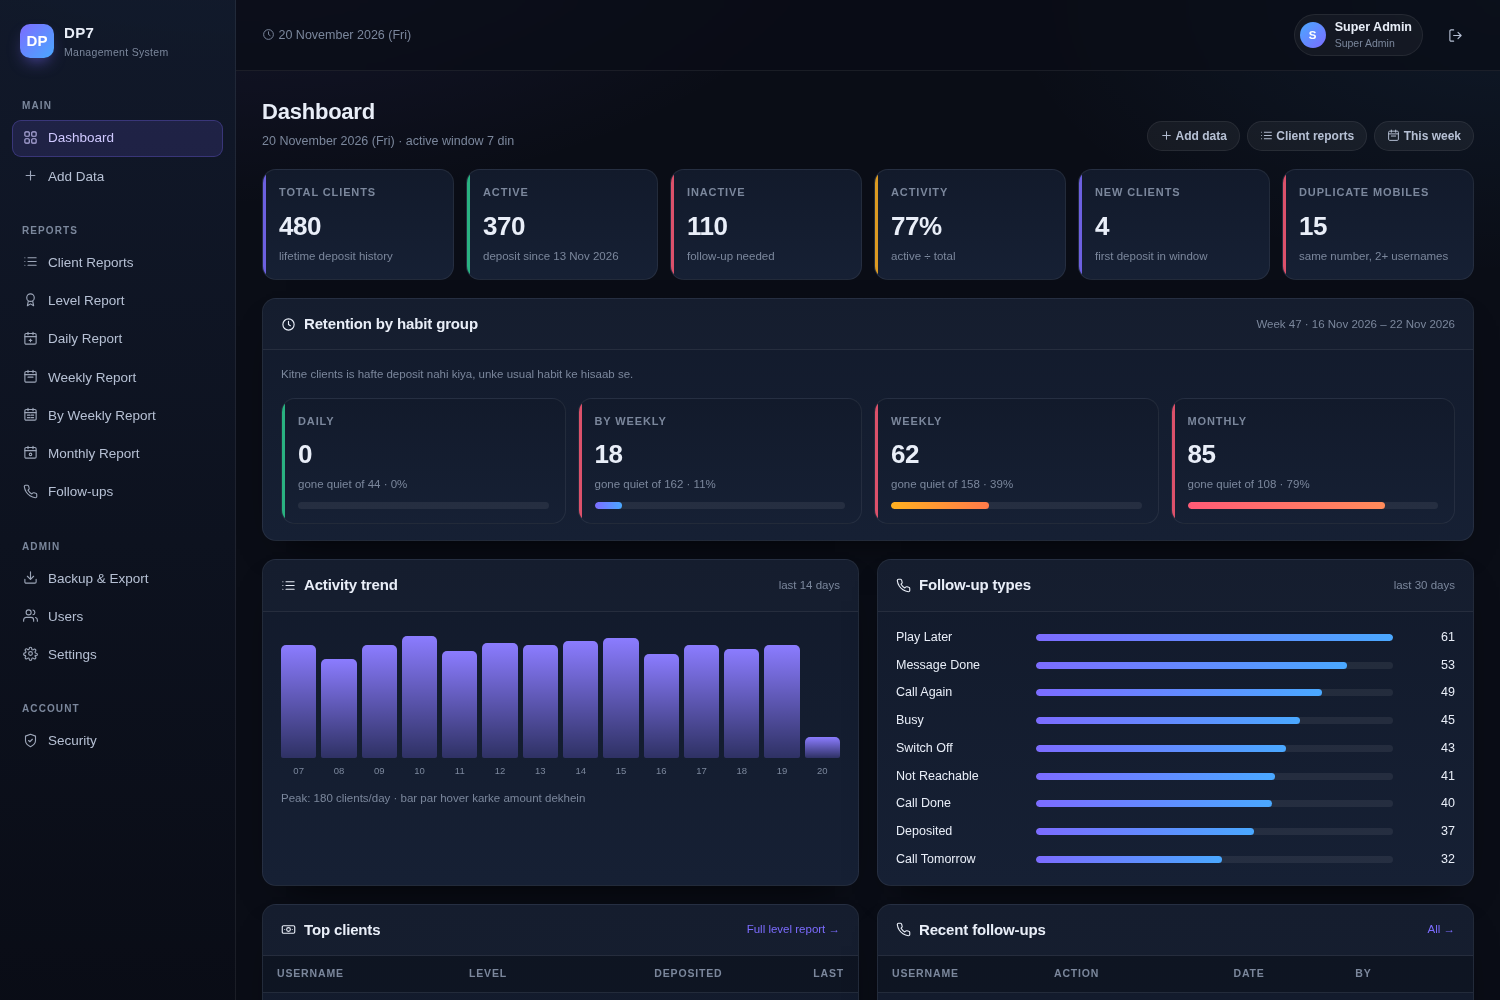 DP
DP7
Management System
20 November 2026 (Fri)
S
Super Admin
Super Admin
MAIN
Dashboard
Add Data
REPORTS
Client Reports
Level Report
Daily Report
Weekly Report
By Weekly Report
Monthly Report
Follow-ups
ADMIN
Backup & Export
Users
Settings
ACCOUNT
Security
Dashboard
20 November 2026 (Fri) · active window 7 din
Add data
Client reports
This week
TOTAL CLIENTS
480
lifetime deposit history
ACTIVE
370
deposit since 13 Nov 2026
INACTIVE
110
follow-up needed
ACTIVITY
77%
active ÷ total
NEW CLIENTS
4
first deposit in window
DUPLICATE MOBILES
15
same number, 2+ usernames
Retention by habit group
Week 47 · 16 Nov 2026 – 22 Nov 2026
Kitne clients is hafte deposit nahi kiya, unke usual habit ke hisaab se.
DAILY
0
gone quiet of 44 · 0%
BY WEEKLY
18
gone quiet of 162 · 11%
WEEKLY
62
gone quiet of 158 · 39%
MONTHLY
85
gone quiet of 108 · 79%
Activity trend
last 14 days
07 08 09 10 11 12 13 14 15 16 17 18 19 20
Peak: 180 clients/day · bar par hover karke amount dekhein
Follow-up types
last 30 days
Play Later 61
Message Done 53
Call Again 49
Busy 45
Switch Off 43
Not Reachable 41
Call Done 40
Deposited 37
Call Tomorrow 32
Top clients
Full level report →
USERNAME LEVEL DEPOSITED LAST
Recent follow-ups
All →
USERNAME ACTION DATE BY